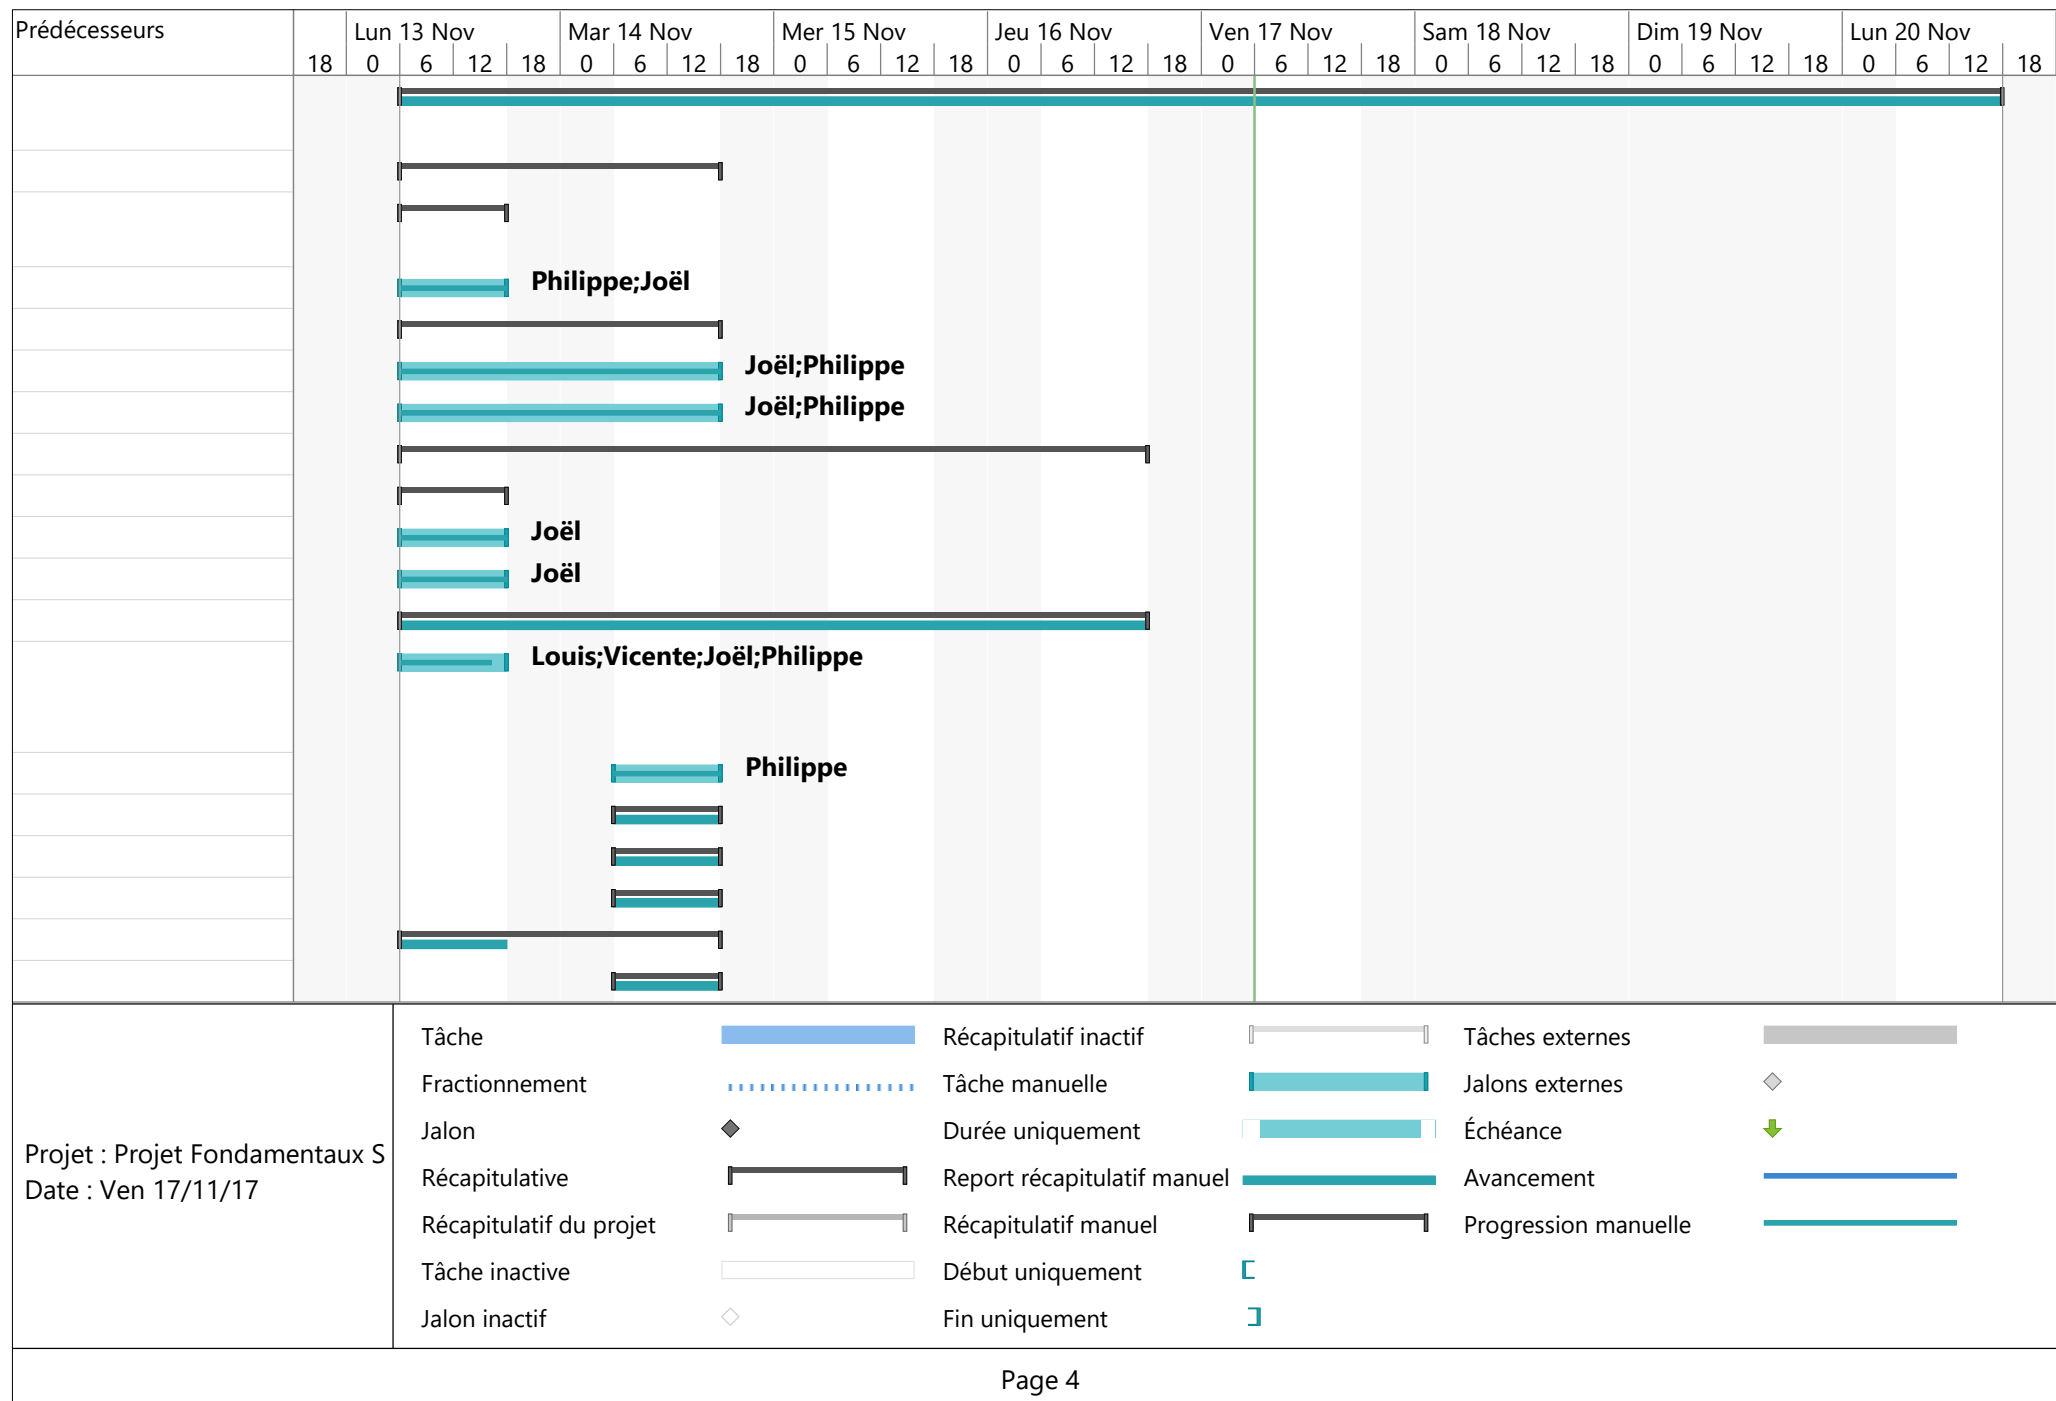 Prédécesseurs
Lun 13 Nov Mar 14 Nov Mer 15 Nov Jeu 16 Nov Ven 17 Nov Sam 18 Nov Dim 19 Nov Lun 20 Nov
18 0 6 12 18 0 6 12 18 0 6 12 18 0 6 12 18 0 6 12 18 0 6 12 18 0 6 12 18 0 6 12 18
Philippe;Joël
Joël;Philippe
Joël;Philippe
Joël
Joël
Louis;Vicente;Joël;Philippe
Philippe
Projet : Projet Fondamentaux S
Date : Ven 17/11/17
Tâche
Fractionnement
Jalon
Récapitulative
Récapitulatif du projet
Tâche inactive
Jalon inactif
Récapitulatif inactif
Tâche manuelle
Durée uniquement
Report récapitulatif manuel
Récapitulatif manuel
Début uniquement
Fin uniquement
Tâches externes
Jalons externes
Échéance
Avancement
Progression manuelle
Page 4